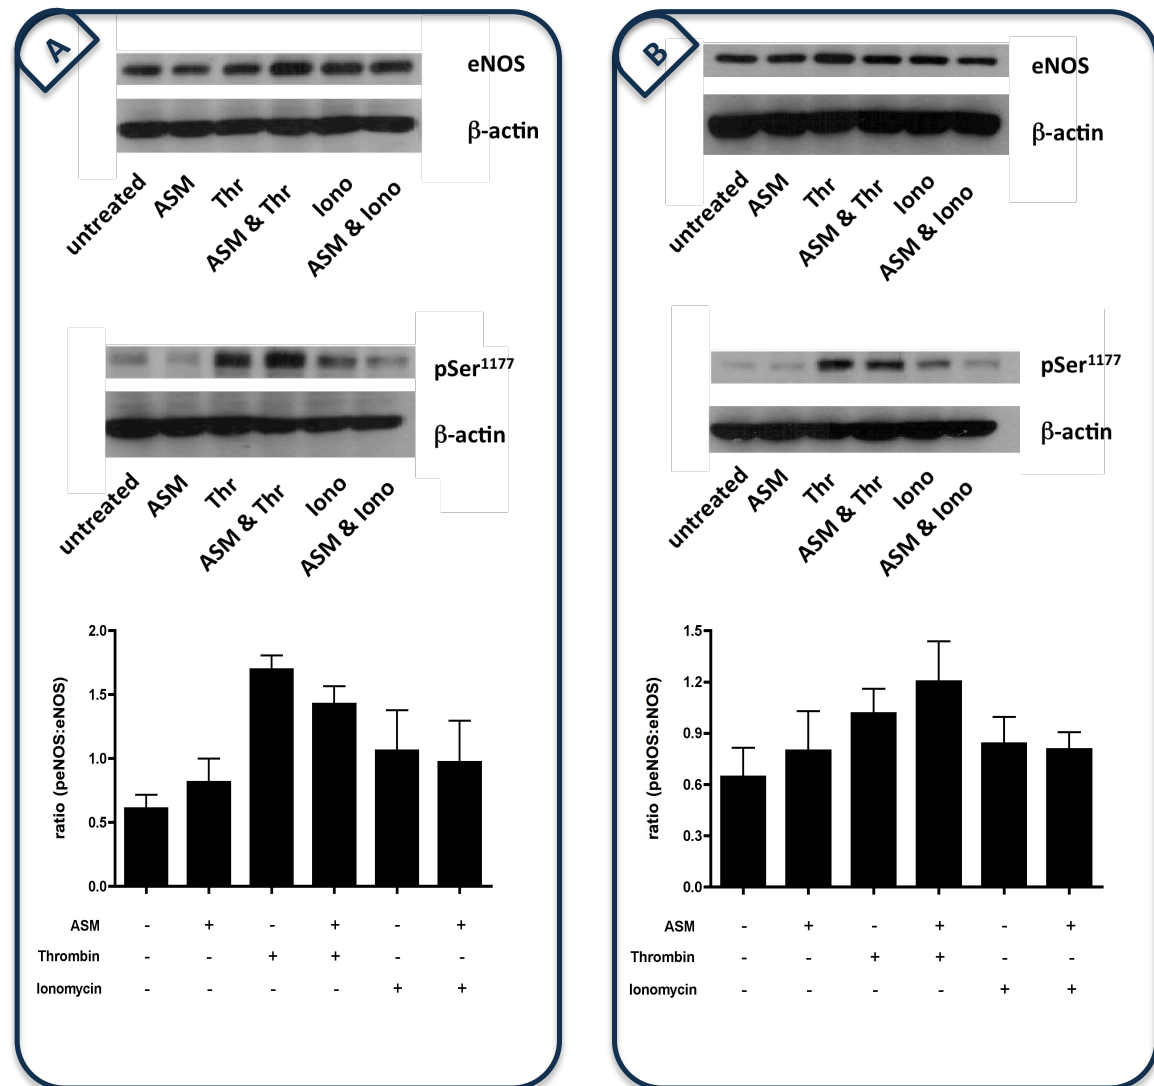 A
eNOS
β-actin
untreated
ASM
Thr
ASM & Thr
Iono
ASM & Iono
pSer1177
β-actin
untreated
ASM
Thr
ASM & Thr
Iono
ASM & Iono
2.0
1.5
1.0
0.5
0.0
ratio (peNOS:eNOS)
ASM - + - + - +
Thrombin - - + + - -
Ionomycin - - - - + +
B
eNOS
β-actin
untreated
ASM
Thr
ASM & Thr
Iono
ASM & Iono
pSer1177
β-actin
untreated
ASM
Thr
ASM & Thr
Iono
ASM & Iono
1.5
1.2
0.9
0.6
0.3
0.0
ratio (peNOS:eNOS)
ASM - + - + - +
Thrombin - - + + - -
Ionomycin - - - - + +